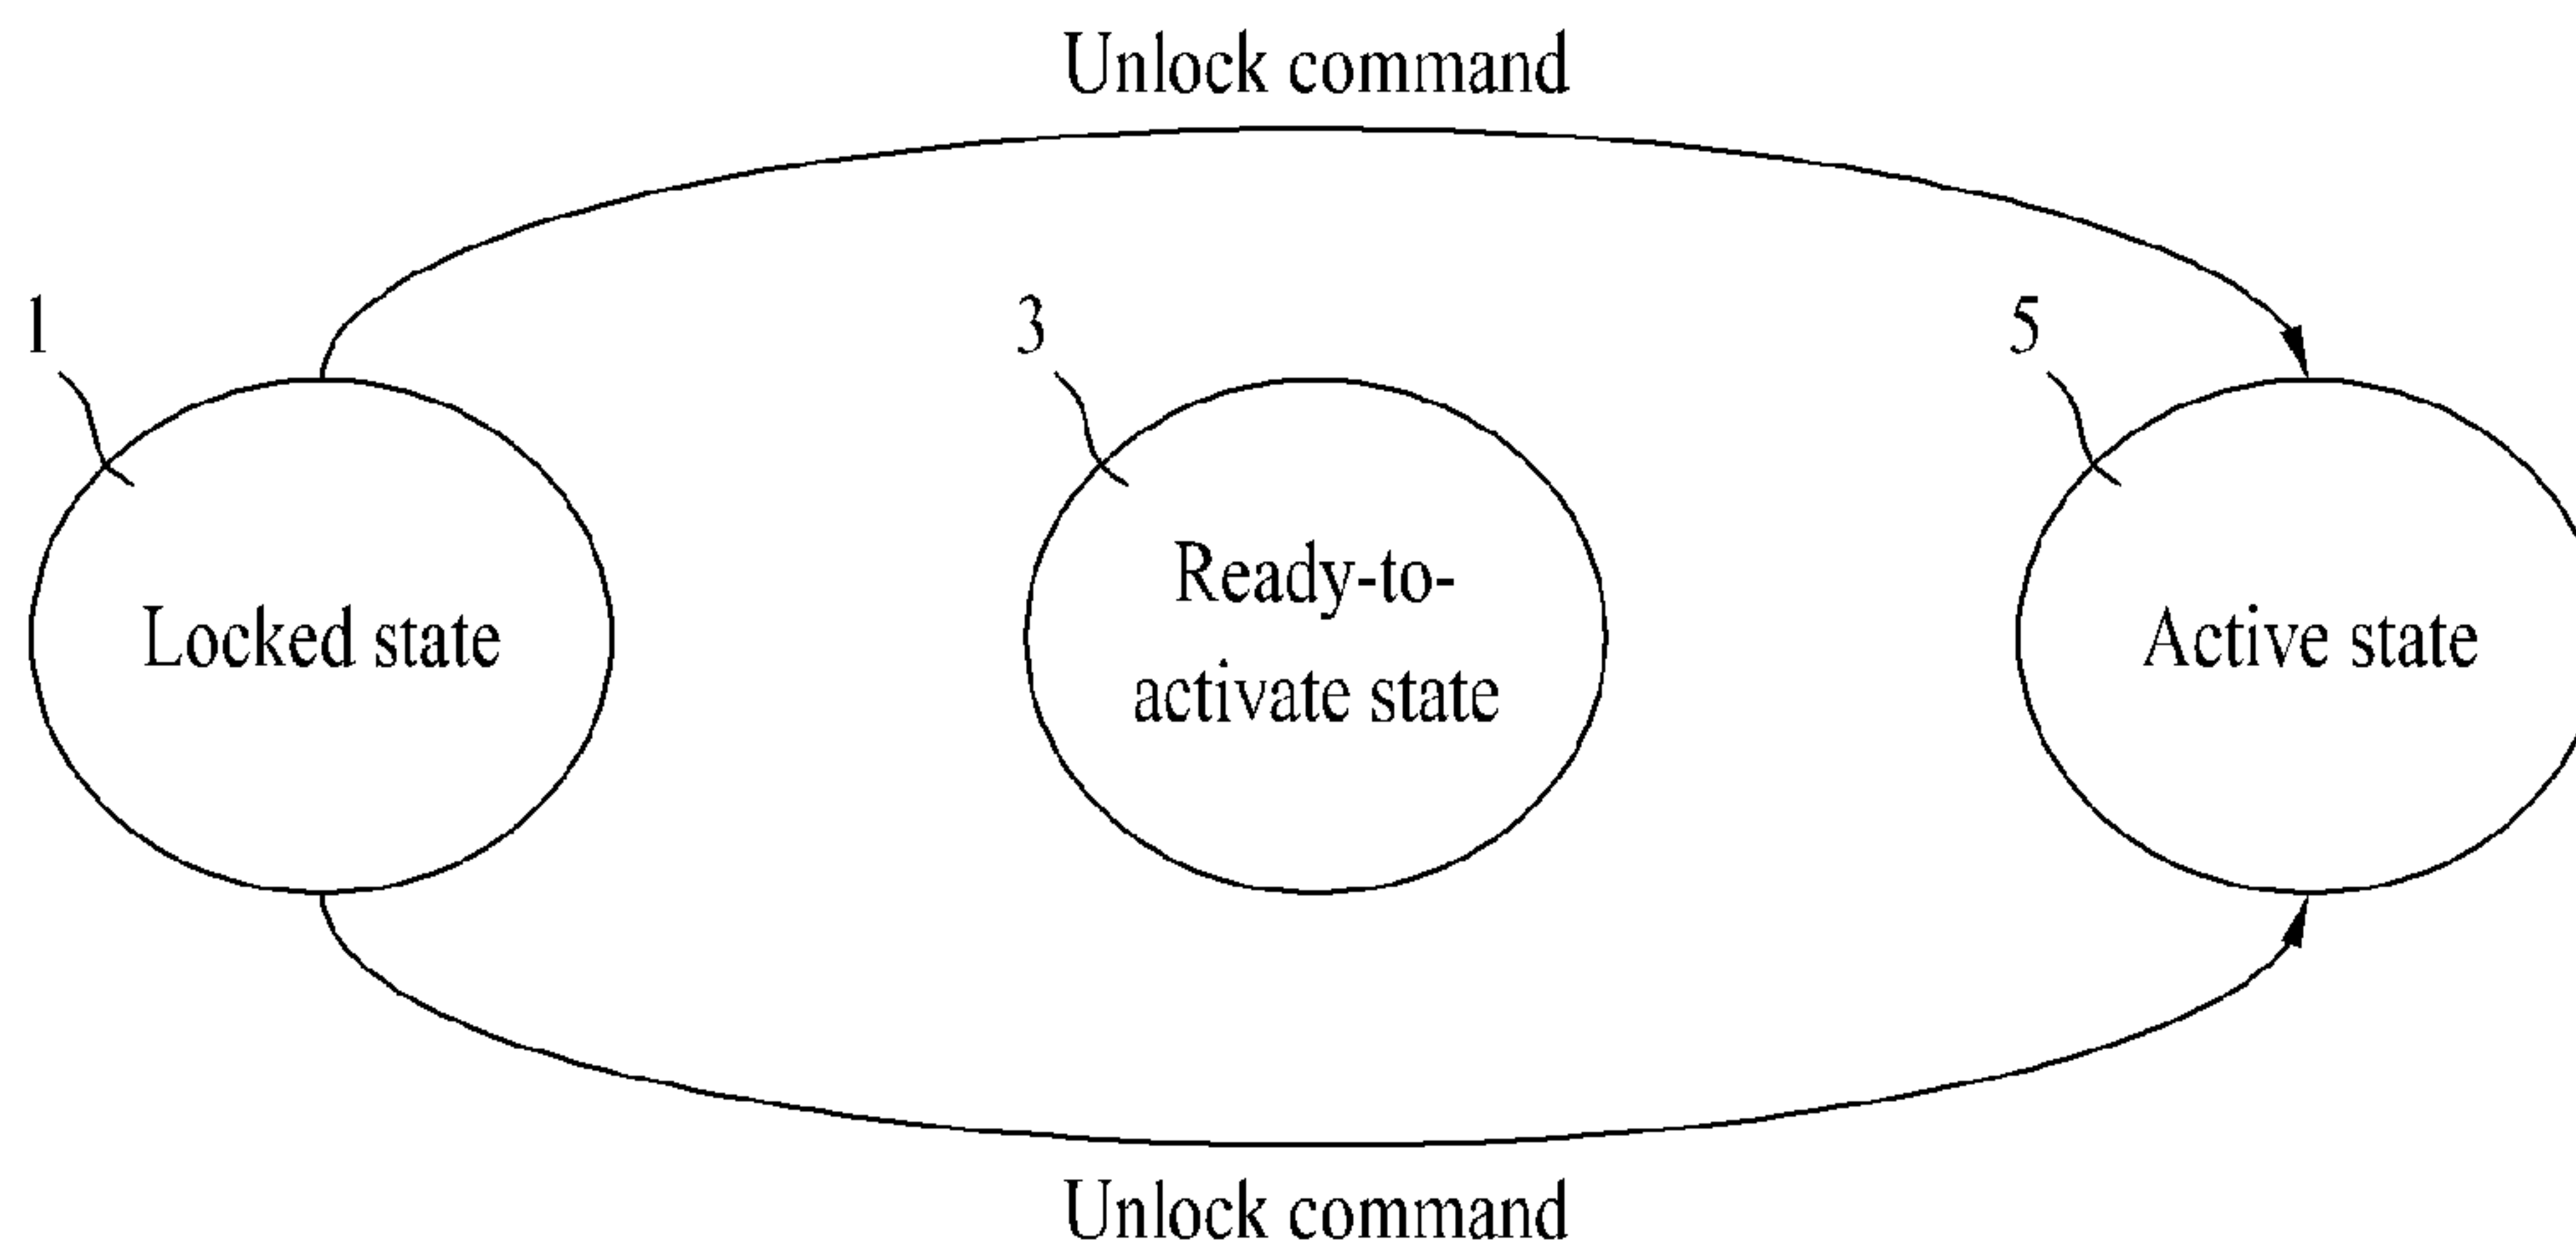 Unlock command
1
3
5
Locked state
Ready-to-
activate state
Active state
Unlock command